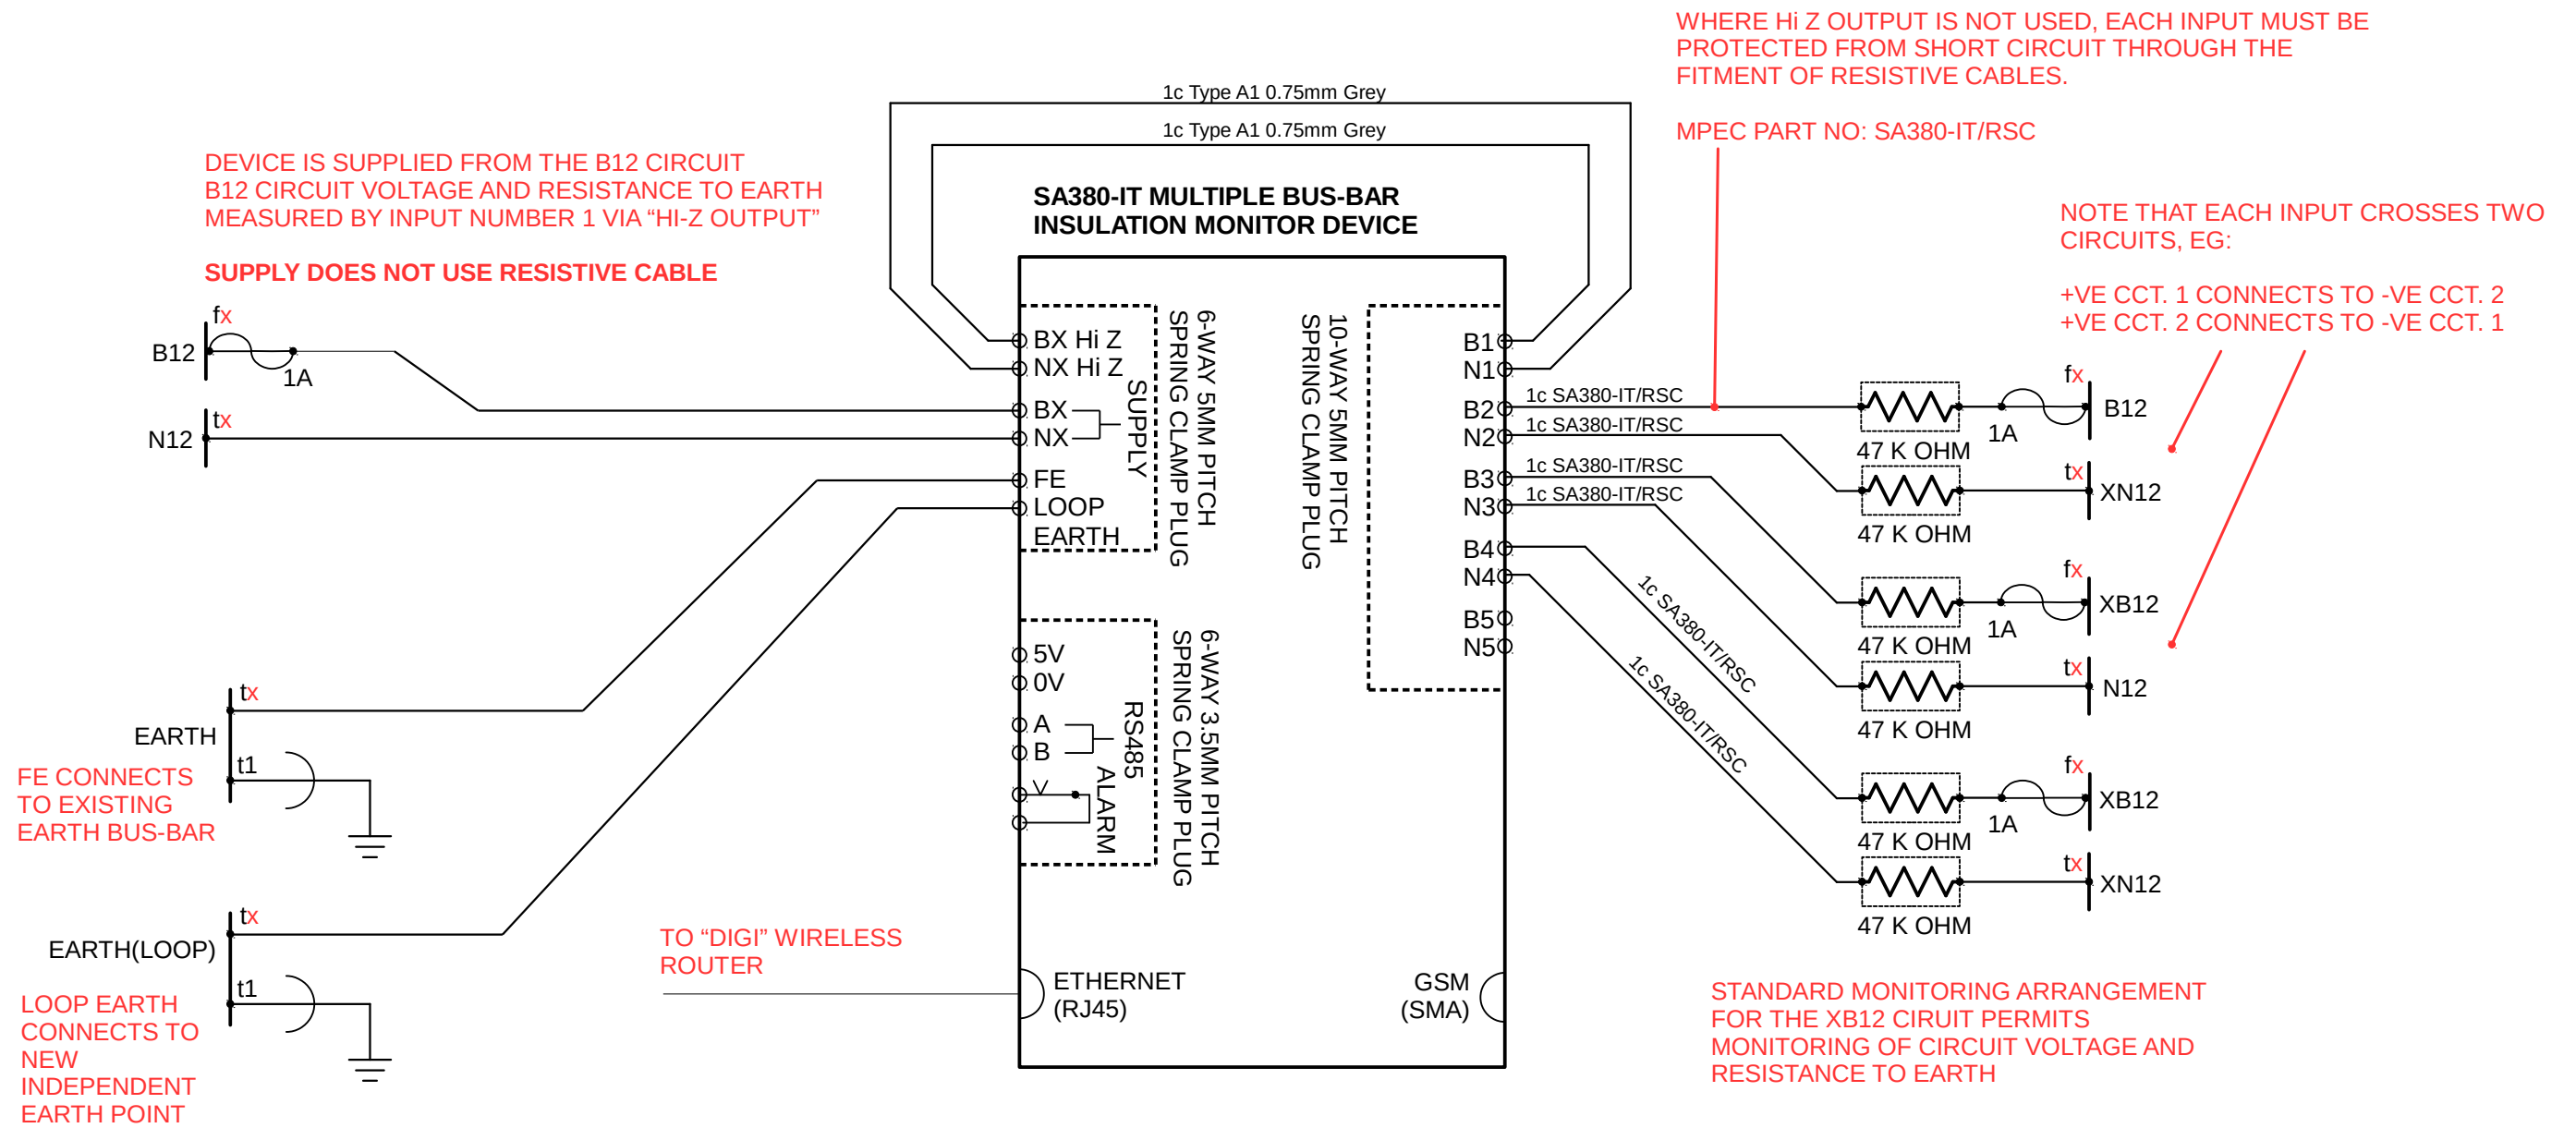 WHERE Hi Z OUTPUT IS NOT USED, EACH INPUT MUST BE
PROTECTED FROM SHORT CIRCUIT THROUGH THE
FITMENT OF RESISTIVE CABLES.
MPEC PART NO: SA380-IT/RSC
1c Type A1 0.75mm Grey
1c Type A1 0.75mm Grey
DEVICE IS SUPPLIED FROM THE B12 CIRCUIT
B12 CIRCUIT VOLTAGE AND RESISTANCE TO EARTH
MEASURED BY INPUT NUMBER 1 VIA “HI-Z OUTPUT”
SUPPLY DOES NOT USE RESISTIVE CABLE
SA380-IT MULTIPLE BUS-BAR
INSULATION MONITOR DEVICE
NOTE THAT EACH INPUT CROSSES TWO
CIRCUITS, EG:
+VE CCT. 1 CONNECTS TO -VE CCT. 2
+VE CCT. 2 CONNECTS TO -VE CCT. 1
fx
B12
1A
tx
N12
BX Hi Z
NX Hi Z
BX
NX
SUPPLY
FE
LOOP
EARTH
6-WAY 5MM PITCH
SPRING CLAMP PLUG
10-WAY 5MM PITCH
SPRING CLAMP PLUG
B1
N1
B2
N2
B3
N3
B4
N4
B5
N5
1c SA380-IT/RSC
1c SA380-IT/RSC
1c SA380-IT/RSC
1c SA380-IT/RSC
1c SA380-IT/RSC
1c SA380-IT/RSC
fx
B12
1A
47 K OHM
tx
XN12
47 K OHM
fx
XB12
1A
47 K OHM
tx
N12
47 K OHM
fx
XB12
1A
47 K OHM
tx
XN12
47 K OHM
5V
0V
A
B
RS485
ALARM
6-WAY 3.5MM PITCH
SPRING CLAMP PLUG
tx
EARTH
t1
FE CONNECTS
TO EXISTING
EARTH BUS-BAR
tx
EARTH(LOOP)
t1
LOOP EARTH
CONNECTS TO
NEW
INDEPENDENT
EARTH POINT
TO “DIGI” WIRELESS
ROUTER
ETHERNET
(RJ45)
GSM
(SMA)
STANDARD MONITORING ARRANGEMENT
FOR THE XB12 CIRUIT PERMITS
MONITORING OF CIRCUIT VOLTAGE AND
RESISTANCE TO EARTH